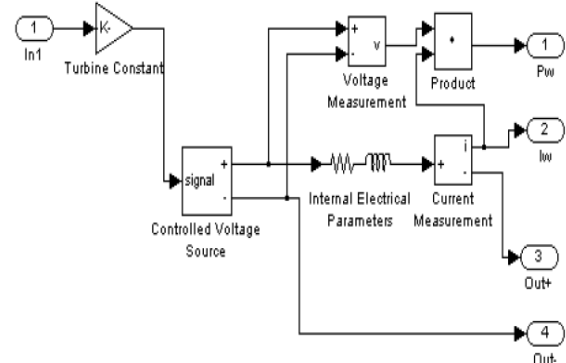 1
In1
K-
Turbine Constant
signal
+
-
Controlled Voltage
Source
+
-
v
Voltage
Measurement
Product
1
Pw
Internal Electrical
Parameters
+
i
-
Current
Measurement
2
Iw
3
Out+
4
Out-